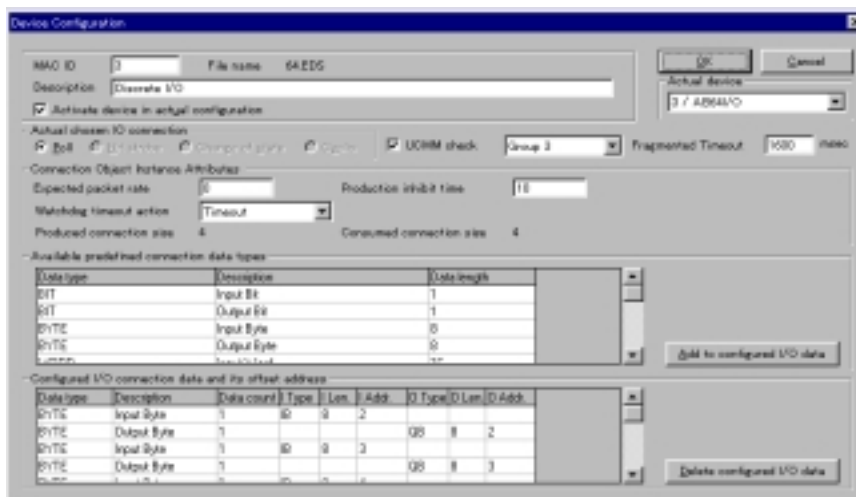 Device Configuration
MAC ID 3 File name 64.EDS
OK Cancel
Description Discrete I/O
Actual device
3 / AB64I/O
Activate device in actual configuration
Actual chosen IO connection
Poll Bit strobe Change of state Cyclic UCMM check Group 3 Fragmented Timeout 1600 msec
Connection Object Instance Attributes
Expected packet rate 0 Production inhibit time 10
Watchdog timeout action Timeout
Produced connection size 4 Consumed connection size 4
Available predefined connection data types
Data type Description Data length
BIT Input Bit 1
BIT Output Bit 1
BYTE Input Byte 8
BYTE Output Byte 8
Add to configured I/O data
Configured I/O connection data and its offset address
Data type Description Data count I Type I Len. I Addr. O Type O Len O Addr.
BYTE Input Byte 1 IB 8 2
BYTE Output Byte 1 QB 8 2
BYTE Input Byte 1 IB 8 3
BYTE Output Byte 1 QB 8 3
Delete configured I/O data